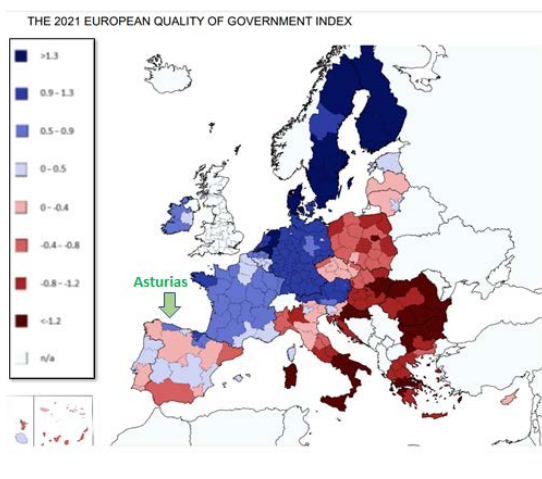 THE 2021 EUROPEAN QUALITY OF GOVERNMENT INDEX
>1.3
0.9 - 1.3
0.5 - 0.9
0 - 0.5
0 - -0.4
-0.4 - -0.8
-0.8 - -1.2
<-1.2
n/a
Asturias